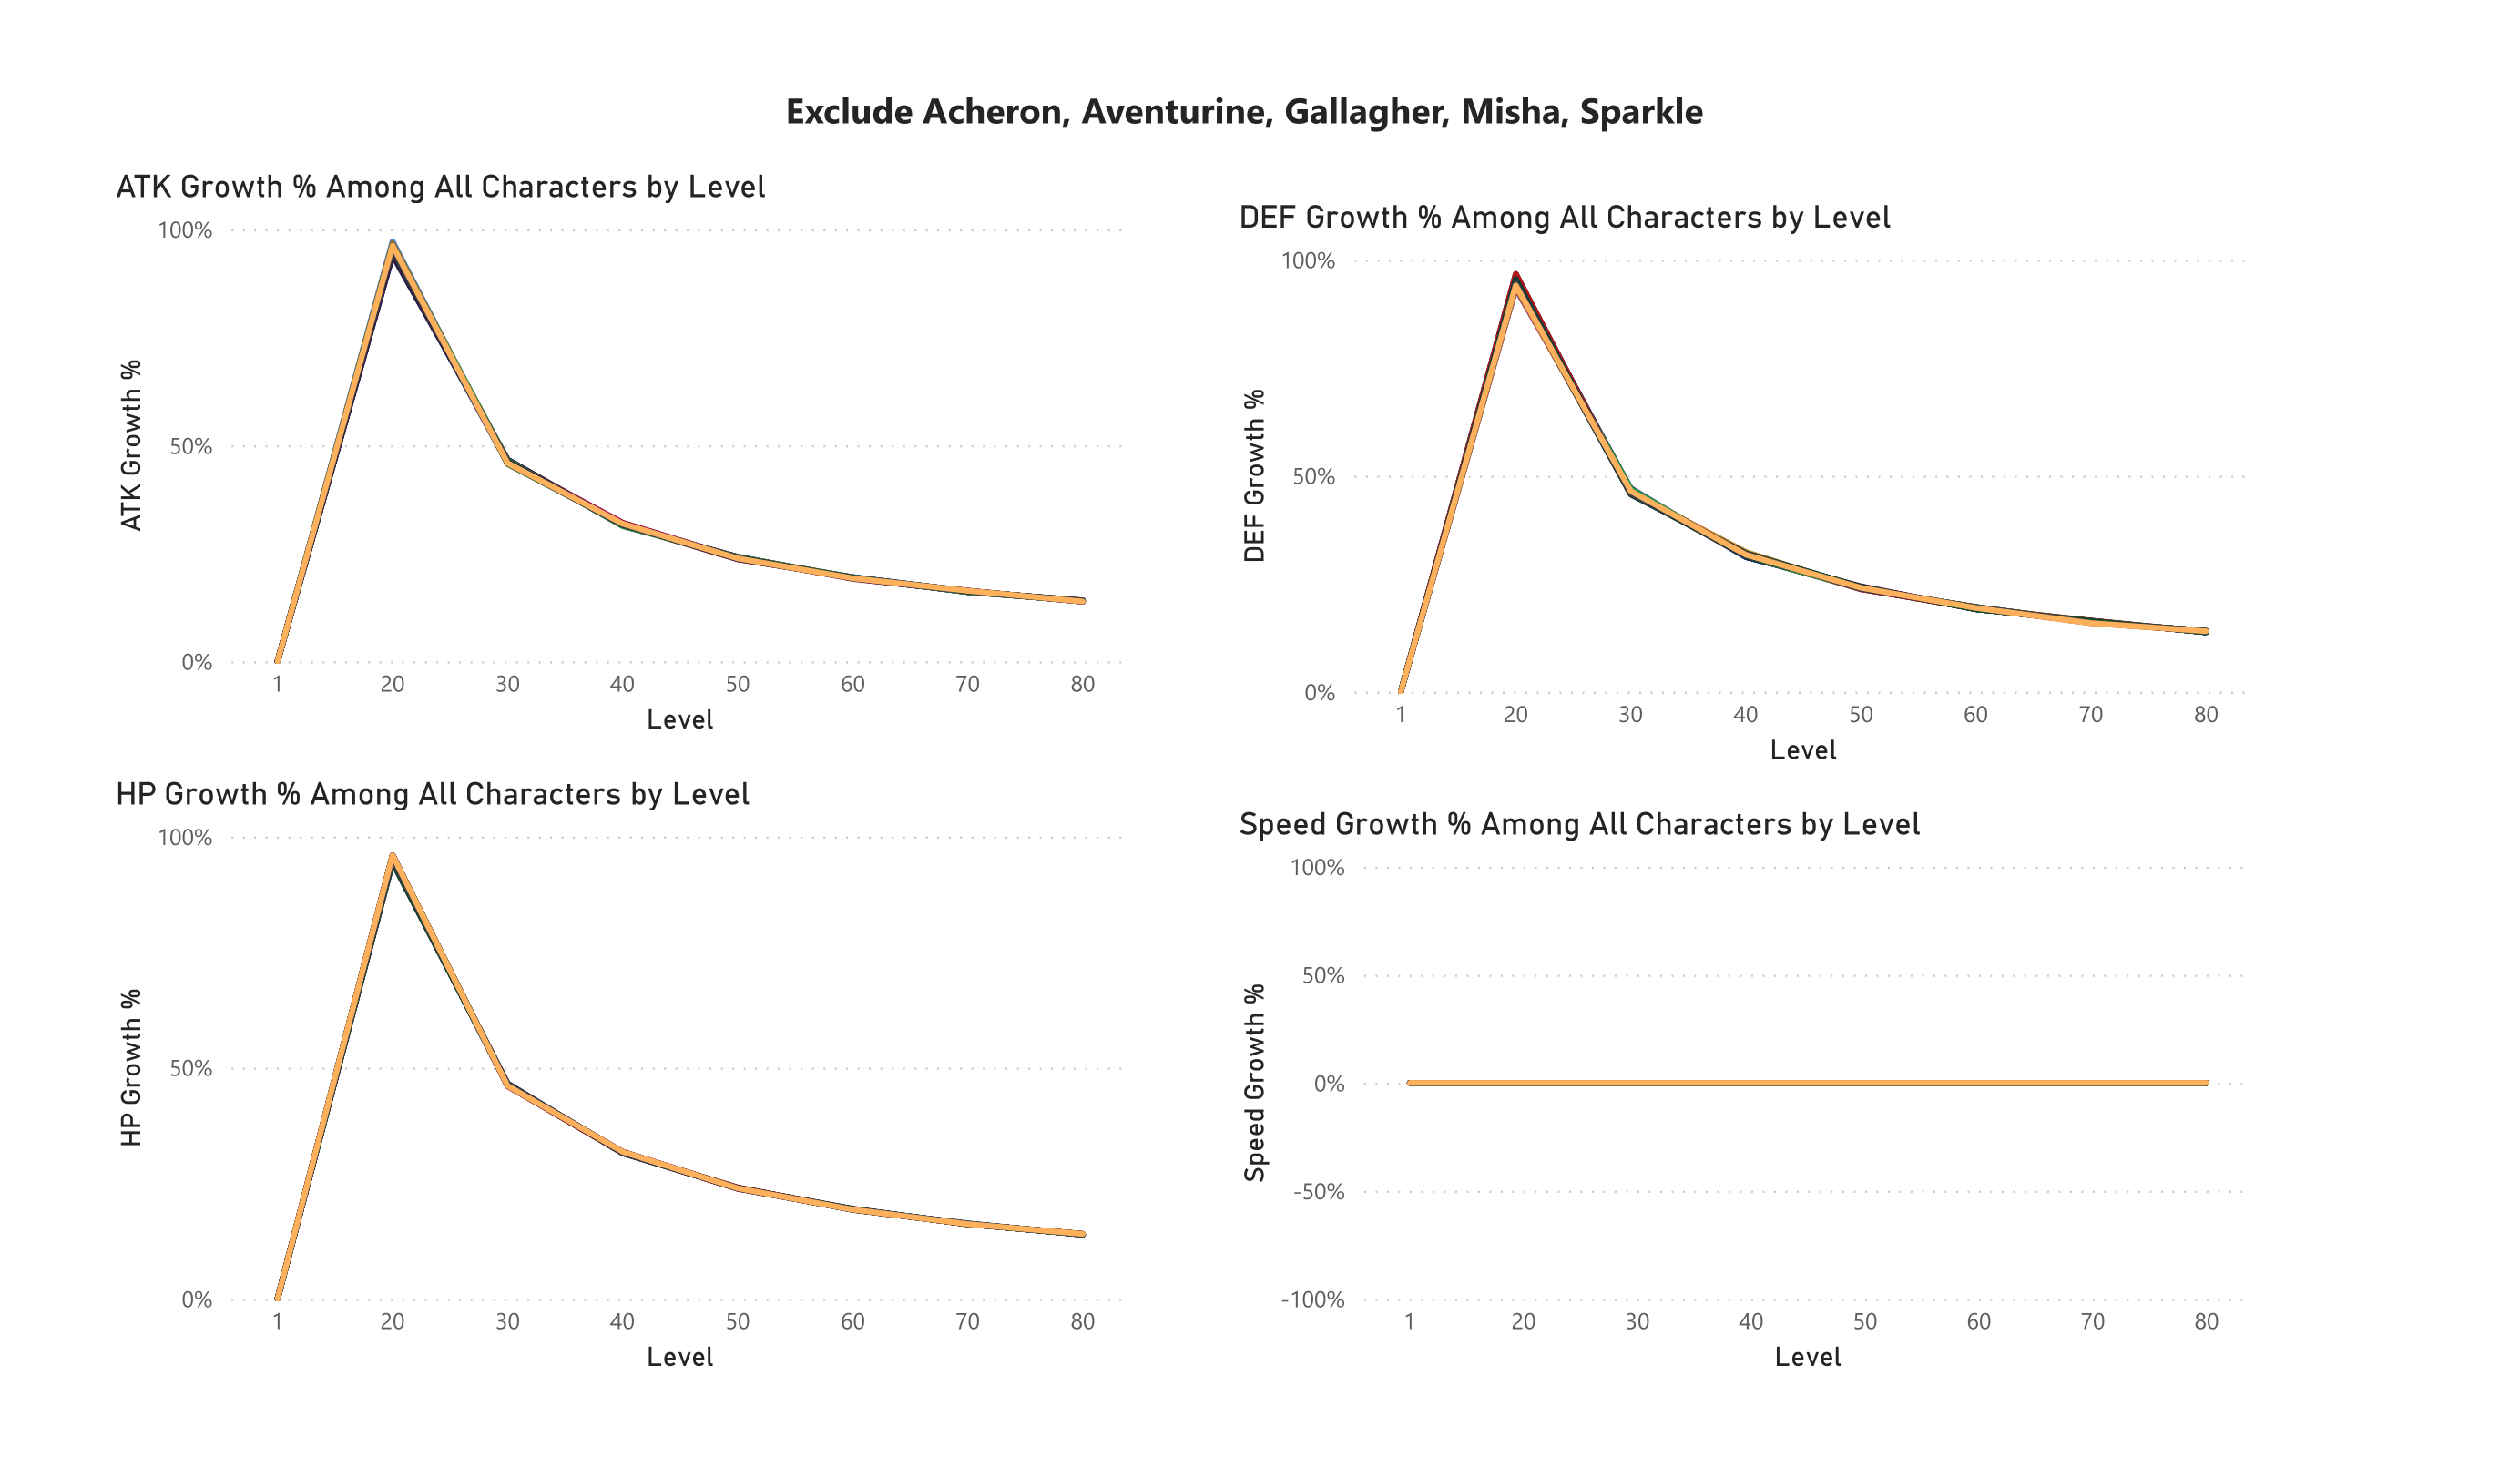 Exclude Acheron, Aventurine, Gallagher, Misha, Sparkle
ATK Growth % Among All Characters by Level
100%
50%
0%
ATK Growth %
1 20 30 40 50 60 70 80
Level
DEF Growth % Among All Characters by Level
100%
50%
0%
DEF Growth %
1 20 30 40 50 60 70 80
Level
HP Growth % Among All Characters by Level
100%
50%
0%
HP Growth %
1 20 30 40 50 60 70 80
Level
Speed Growth % Among All Characters by Level
100%
50%
0%
-50%
-100%
Speed Growth %
1 20 30 40 50 60 70 80
Level